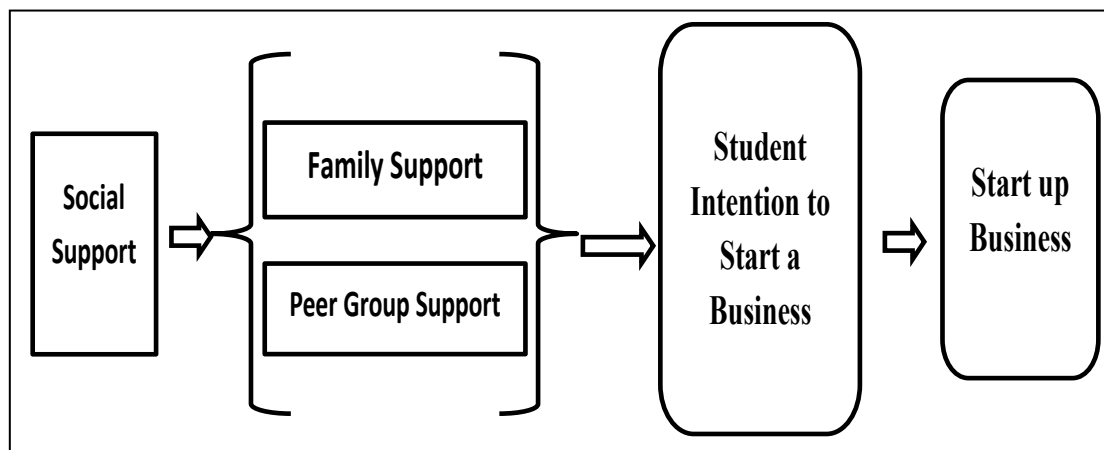 Social
Support
Family Support
Peer Group Support
Student
Intention to
Start a
Business
Start up
Business